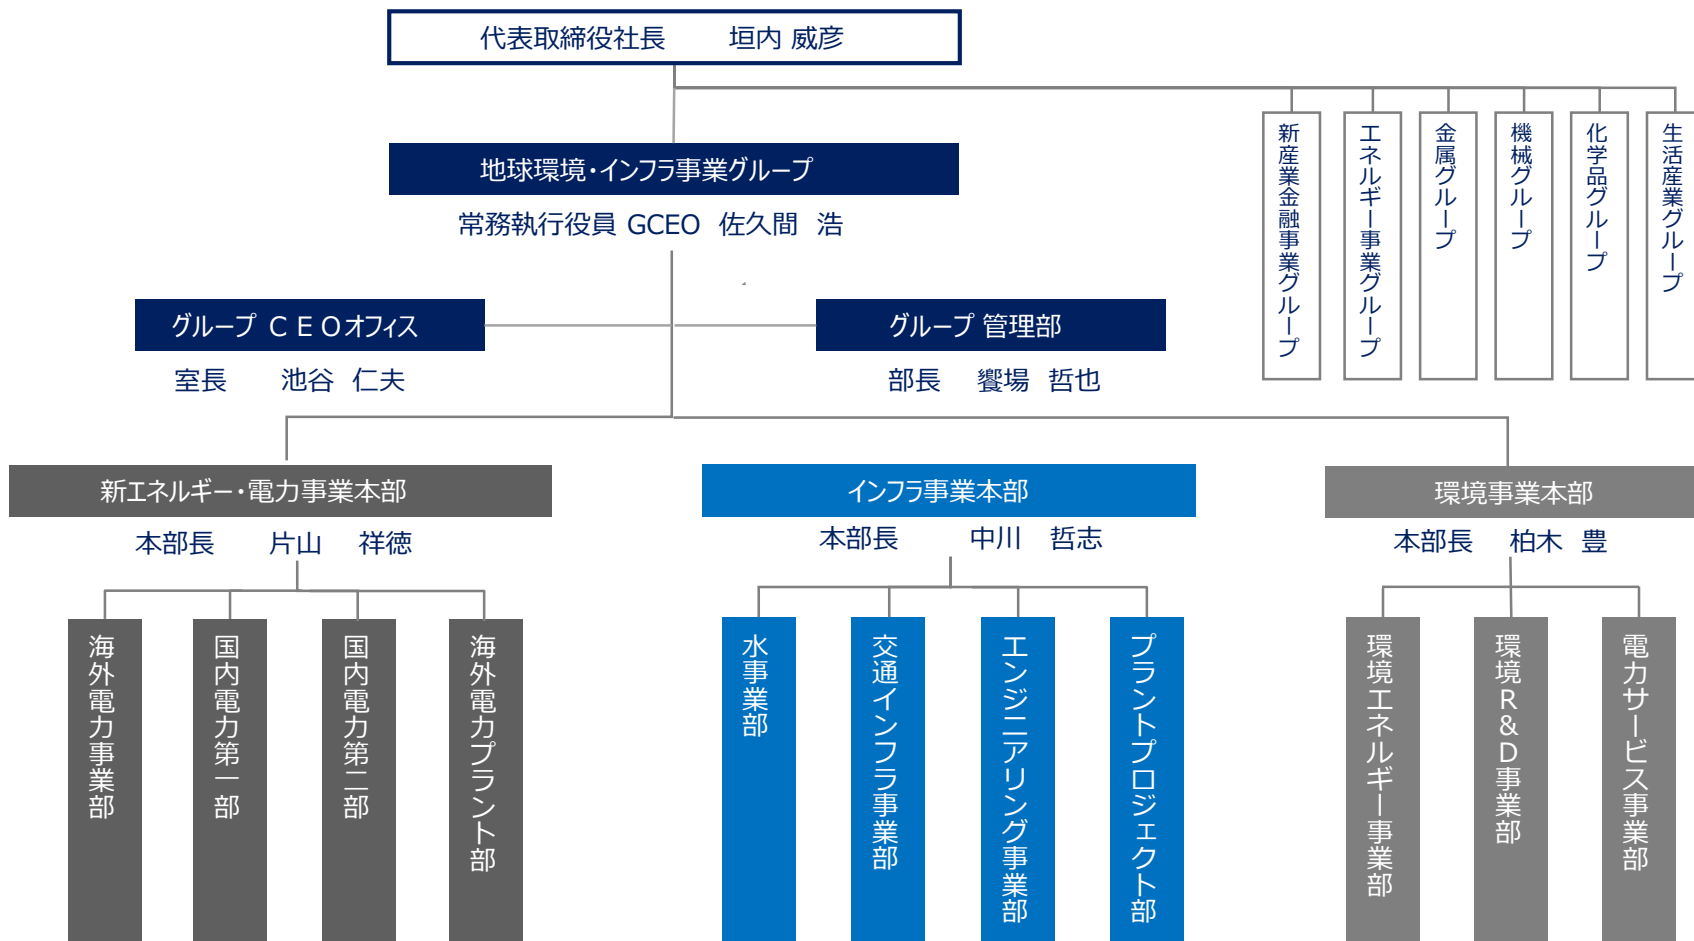 代表取締役社長 垣内 威彦
地球環境・インフラ事業グループ
常務執行役員 GCEO 佐久間 浩
新産業金融事業グループ
エネルギー事業グループ
金属グループ
機械グループ
化学品グループ
生活産業グループ
グループ ＣＥＯオフィス
室長 池谷 仁夫
グループ 管理部
部長 饗場 哲也
新エネルギー・電力事業本部
本部長 片山 祥徳
海外電力事業部
国内電力第一部
国内電力第二部
海外電力プラント部
インフラ事業本部
本部長 中川 哲志
水事業部
交通インフラ事業部
エンジニアリング事業部
プラントプロジェクト部
環境事業本部
本部長 柏木 豊
環境エネルギー事業部
環境R&D事業部
電力サービス事業部